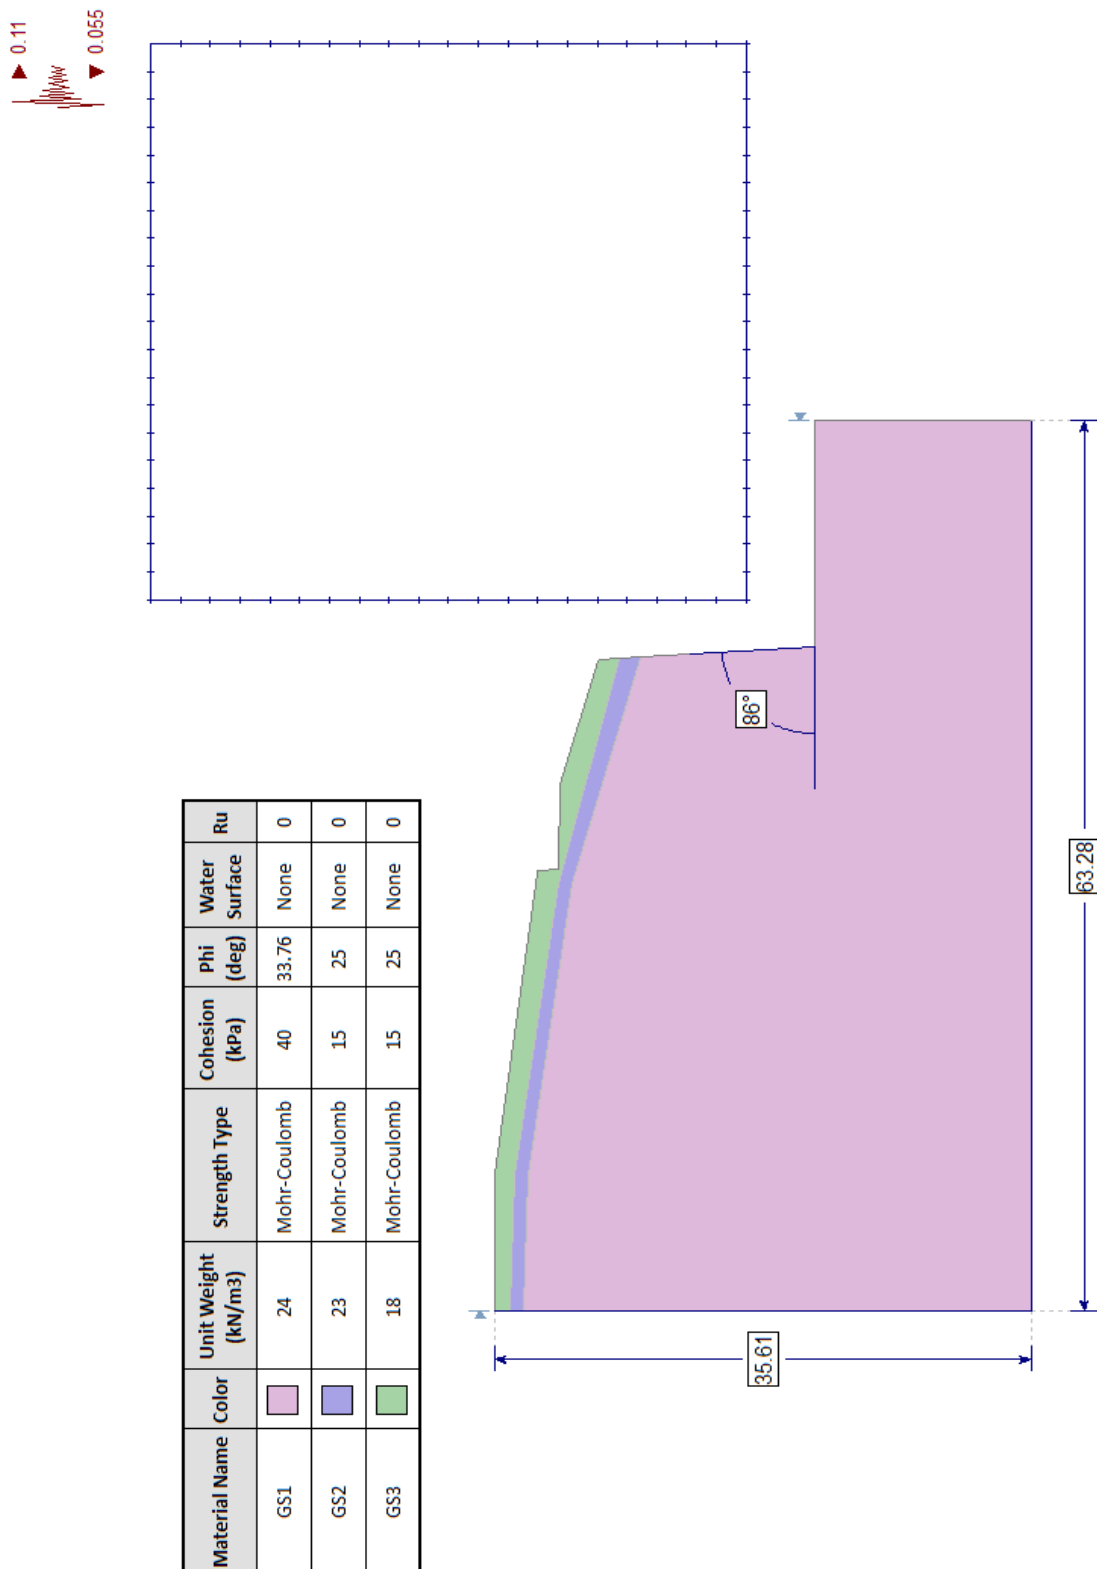 ▶ 0.11
▼ 0.055
Material Name Color Unit Weight (kN/m3) Strength Type Cohesion (kPa) Phi (deg) Water Surface Ru
GS1 24 Mohr-Coulomb 40 33.76 None 0
GS2 23 Mohr-Coulomb 15 25 None 0
GS3 18 Mohr-Coulomb 15 25 None 0
86°
35.61
63.28